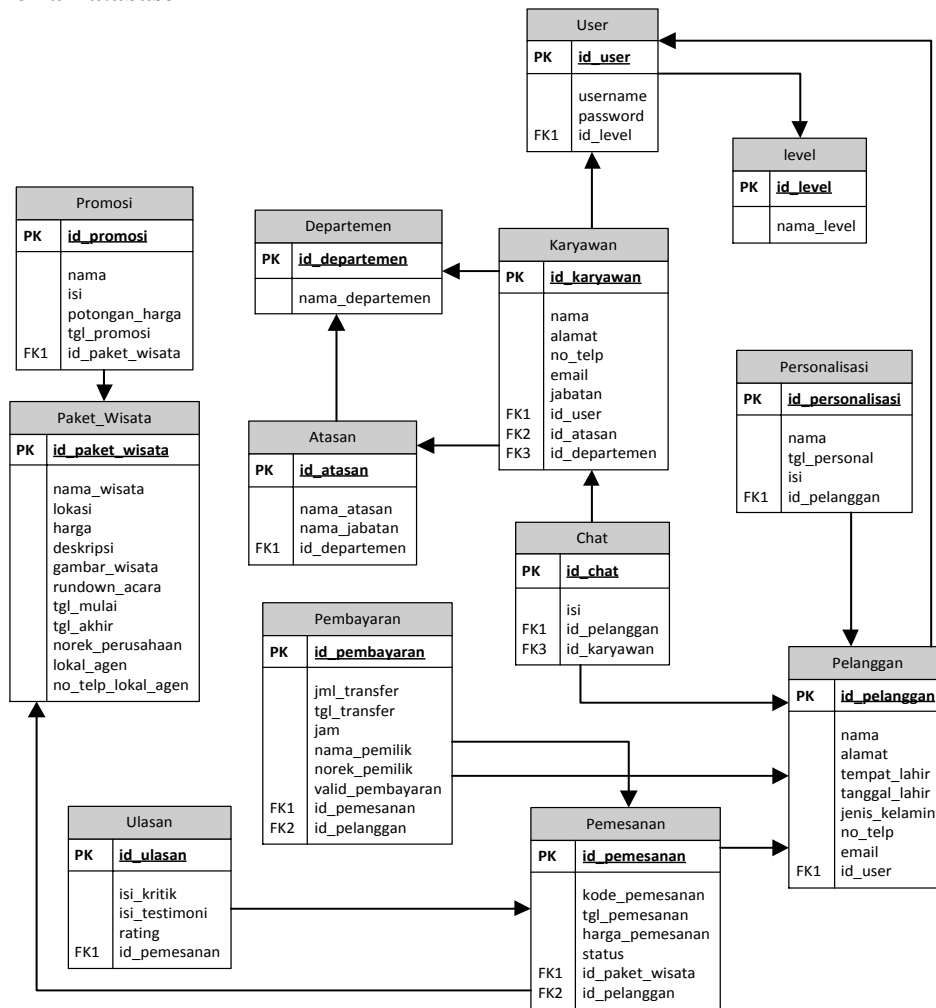 User
PK id_user
username
password
FK1 id_level
level
PK id_level
nama_level
Promosi
PK id_promosi
nama
isi
potongan_harga
tgl_promosi
FK1 id_paket_wisata
Departemen
PK id_departemen
nama_departemen
Karyawan
PK id_karyawan
nama
alamat
no_telp
email
jabatan
FK1 id_user
FK2 id_atasan
FK3 id_departemen
Personalisasi
PK id_personalisasi
nama
tgl_personal
isi
FK1 id_pelanggan
Paket_Wisata
PK id_paket_wisata
nama_wisata
lokasi
harga
deskripsi
gambar_wisata
rundown_acara
tgl_mulai
tgl_akhir
norek_perusahaan
lokal_agen
no_telp_lokal_agen
Atasan
PK id_atasan
nama_atasan
nama_jabatan
FK1 id_departemen
Chat
PK id_chat
isi
FK1 id_pelanggan
FK3 id_karyawan
Pembayaran
PK id_pembayaran
jml_transfer
tgl_transfer
jam
nama_pemilik
norek_pemilik
valid_pembayaran
FK1 id_pemesanan
FK2 id_pelanggan
Pelanggan
PK id_pelanggan
nama
alamat
tempat_lahir
tanggal_lahir
jenis_kelamin
no_telp
email
FK1 id_user
Ulasan
PK id_ulasan
isi_kritik
isi_testimoni
rating
FK1 id_pemesanan
Pemesanan
PK id_pemesanan
kode_pemesanan
tgl_pemesanan
harga_pemesanan
status
FK1 id_paket_wisata
FK2 id_pelanggan